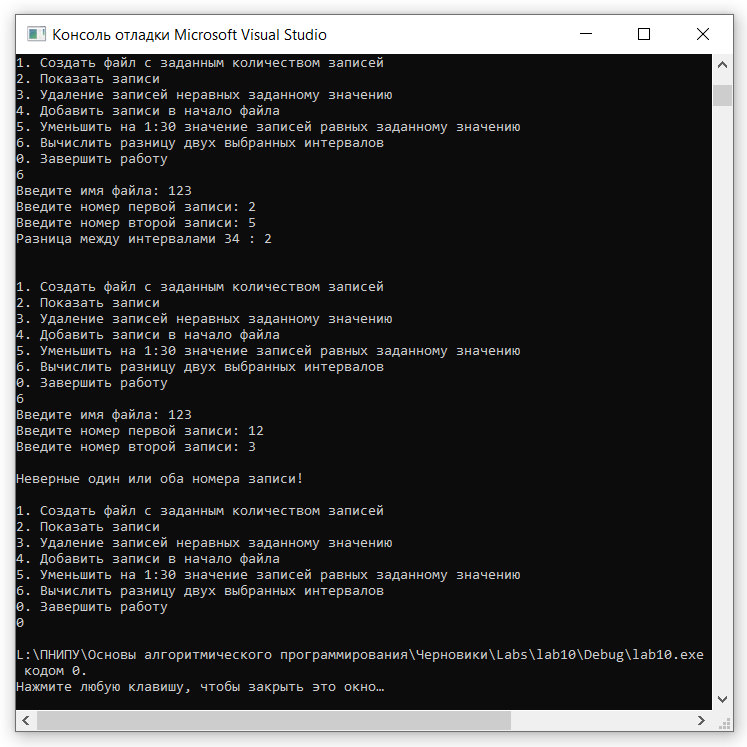 Консоль отладки Microsoft Visual Studio
1. Создать файл с заданным количеством записей
2. Показать записи
3. Удаление записей неравных заданному значению
4. Добавить записи в начало файла
5. Уменьшить на 1:30 значение записей равных заданному значению
6. Вычислить разницу двух выбранных интервалов
0. Завершить работу
6
Введите имя файла: 123
Введите номер первой записи: 2
Введите номер второй записи: 5
Разница между интервалами 34 : 2
1. Создать файл с заданным количеством записей
2. Показать записи
3. Удаление записей неравных заданному значению
4. Добавить записи в начало файла
5. Уменьшить на 1:30 значение записей равных заданному значению
6. Вычислить разницу двух выбранных интервалов
0. Завершить работу
6
Введите имя файла: 123
Введите номер первой записи: 12
Введите номер второй записи: 3
Неверные один или оба номера записи!
1. Создать файл с заданным количеством записей
2. Показать записи
3. Удаление записей неравных заданному значению
4. Добавить записи в начало файла
5. Уменьшить на 1:30 значение записей равных заданному значению
6. Вычислить разницу двух выбранных интервалов
0. Завершить работу
0
L:\ПНИПУ\Основы алгоритмического программирования\Черновики\Labs\lab10\Debug\lab10.exe
кодом 0.
Нажмите любую клавишу, чтобы закрыть это окно…